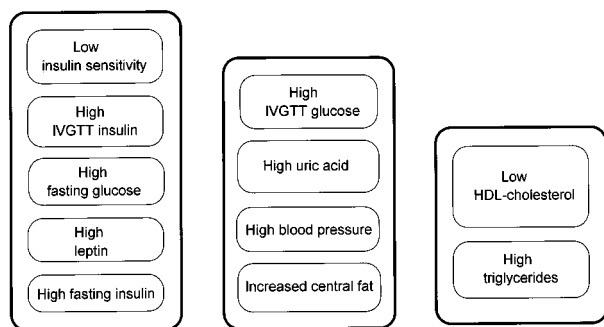 Low
insulin sensitivity
High
IVGTT insulin
High
fasting glucose
High
leptin
High fasting insulin
High
IVGTT glucose
High uric acid
High blood pressure
Increased central fat
Low
HDL-cholesterol
High
triglycerides